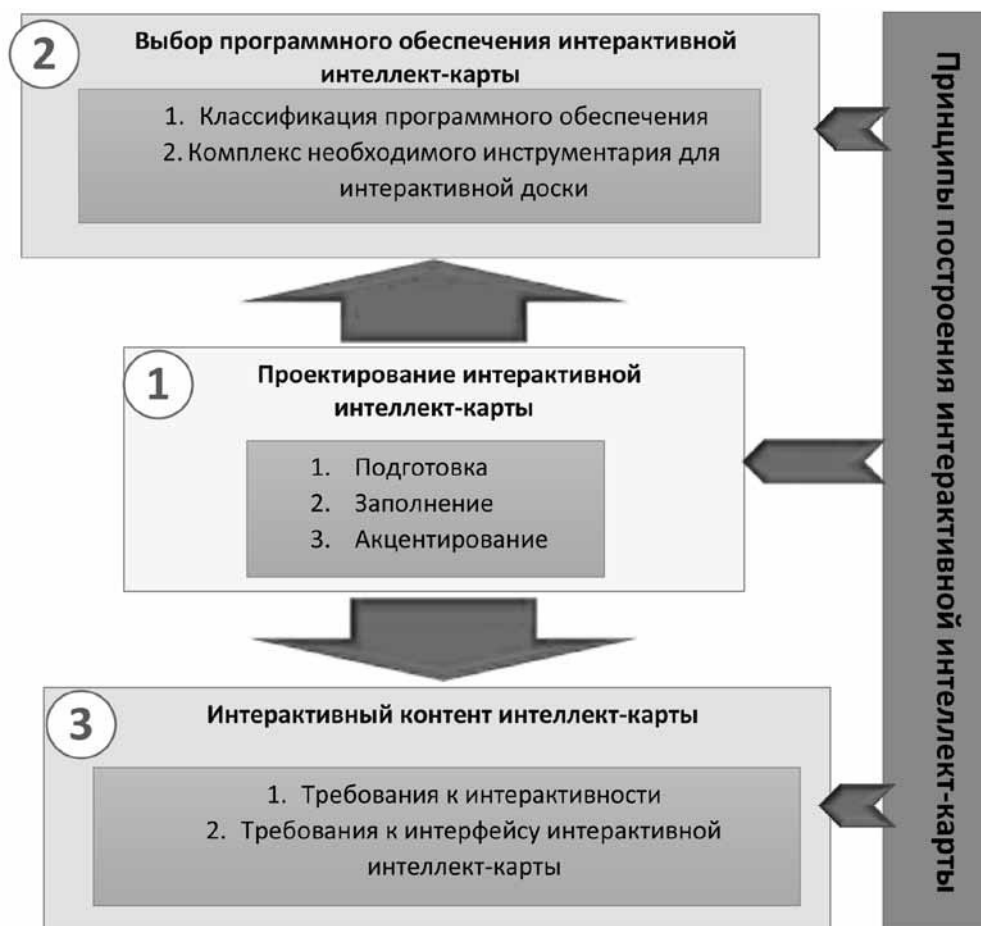 2
Выбор программного обеспечения интерактивной
интеллект-карты
1. Классификация программного обеспечения
2. Комплекс необходимого инструментария для
интерактивной доски
1
Проектирование интерактивной
интеллект-карты
1. Подготовка
2. Заполнение
3. Акцентирование
3
Интерактивный контент интеллект-карты
1. Требования к интерактивности
2. Требования к интерфейсу интерактивной
интеллект-карты
Принципы построения интерактивной интеллект-карты